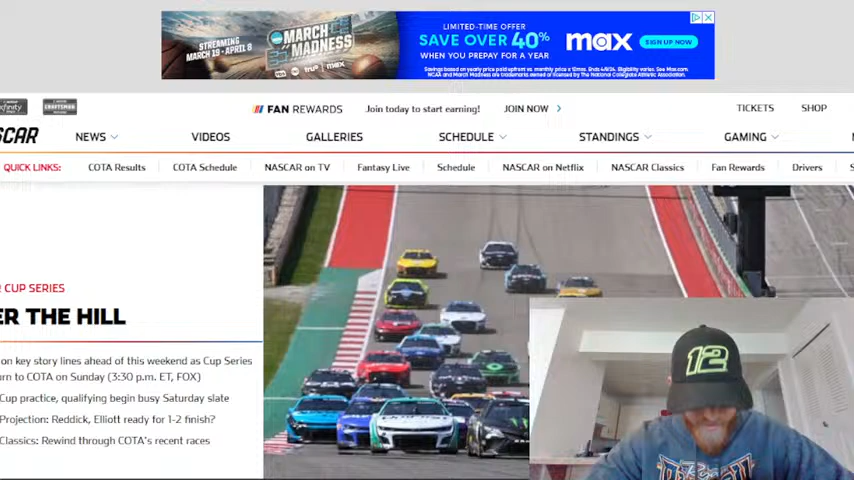 LIMITED-TIME OFFER
STREAMING
MARCH 19 - APRIL 8
MARCH
MADNESS
SAVE OVER 40%
WHEN YOU PREPAY FOR A YEAR
max
SIGN UP NOW
xfinity
CRAFTSMAN
FAN REWARDS
Join today to start earning!
JOIN NOW
TICKETS
SHOP
SCAR
NEWS
VIDEOS
GALLERIES
SCHEDULE
STANDINGS
GAMING
QUICK LINKS:
COTA Results
COTA Schedule
NASCAR on TV
Fantasy Live
Schedule
NASCAR on Netflix
NASCAR Classics
Fan Rewards
Drivers
CUP SERIES
ER THE HILL
on key story lines ahead of this weekend as Cup Series
urn to COTA on Sunday (3:30 p.m. ET, FOX)
Cup practice, qualifying begin busy Saturday slate
Projection: Reddick, Elliott ready for 1-2 finish?
Classics: Rewind through COTA's recent races
12